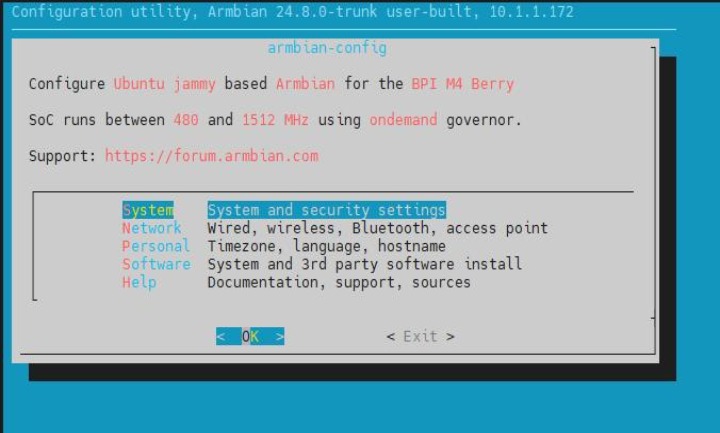 Configuration utility, Armbian 24.8.0-trunk user-built, 10.1.1.172
armbian-config
Configure Ubuntu jammy based Armbian for the BPI M4 Berry
SoC runs between 480 and 1512 MHz using ondemand governor.
Support: https://forum.armbian.com
System System and security settings
Network Wired, wireless, Bluetooth, access point
Personal Timezone, language, hostname
Software System and 3rd party software install
Help Documentation, support, sources
< OK > < Exit >